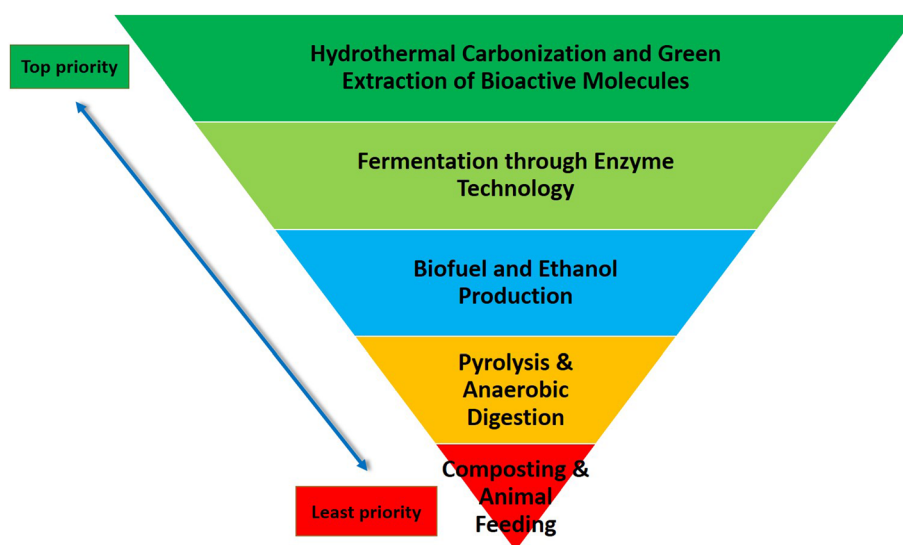 Hydrothermal Carbonization and Green
Extraction of Bioactive Molecules
Top priority
Fermentation through Enzyme
Technology
Biofuel and Ethanol
Production
Pyrolysis &
Anaerobic
Digestion
Composting &
Animal
Feeding
Least priority